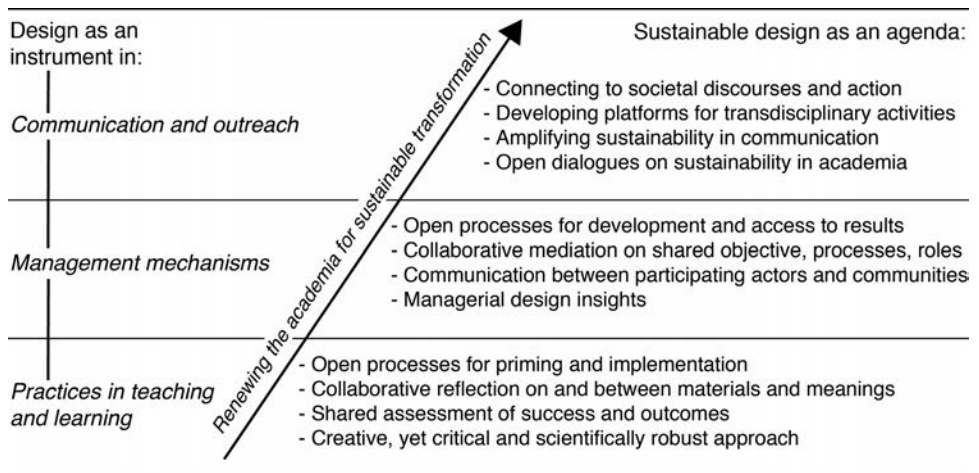 Design as an
instrument in:
Sustainable design as an agenda:
Communication and outreach
- Connecting to societal discourses and action
- Developing platforms for transdisciplinary activities
- Amplifying sustainability in communication
- Open dialogues on sustainability in academia
Renewing the academia for sustainable transformation
Management mechanisms
- Open processes for development and access to results
- Collaborative mediation on shared objective, processes, roles
- Communication between participating actors and communities
- Managerial design insights
Practices in teaching
and learning
- Open processes for priming and implementation
- Collaborative reflection on and between materials and meanings
- Shared assessment of success and outcomes
- Creative, yet critical and scientifically robust approach